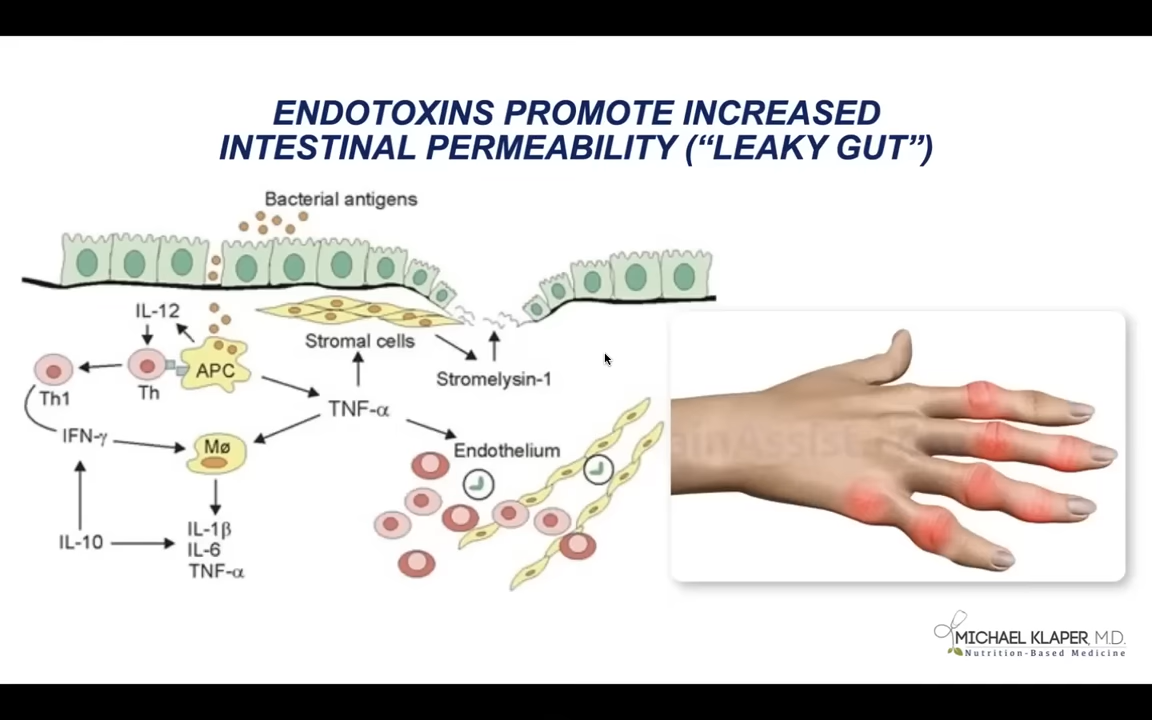 ENDOTOXINS PROMOTE INCREASED
INTESTINAL PERMEABILITY (“LEAKY GUT”)
Bacterial antigens
IL-12
Stromal cells
APC
Th1
Th
Stromelysin-1
TNF-α
IFN-γ
Mø
Endothelium
IL-10
IL-1β
IL-6
TNF-α
MICHAEL KLAPER, M.D.
Nutrition-Based Medicine